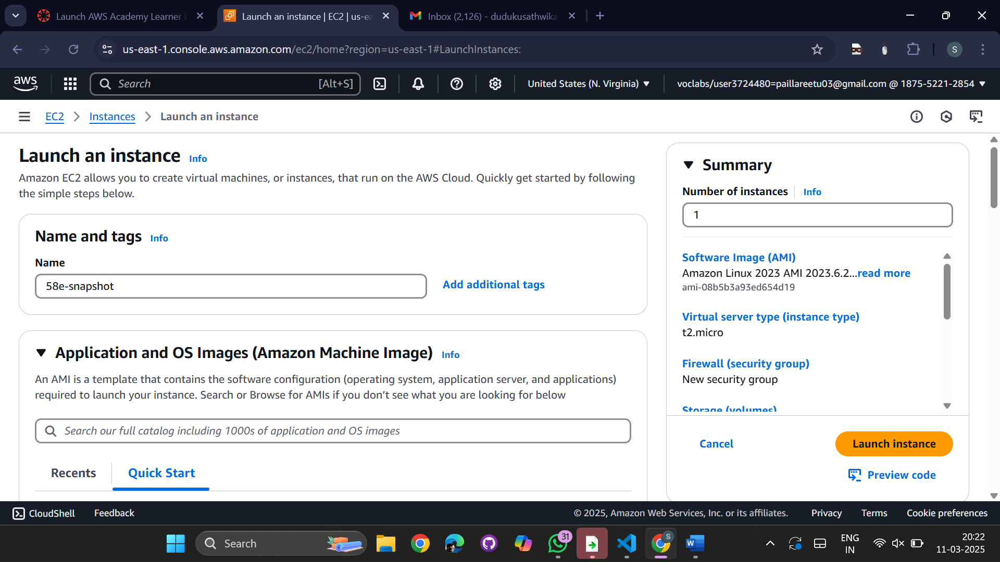 Launch AWS Academy Learner
Launch an instance | EC2 | us-ea
Inbox (2,126) - dudukusathwika
us-east-1.console.aws.amazon.com/ec2/home?region=us-east-1#LaunchInstances:
S
aws
Search
[Alt+S]
United States (N. Virginia)
voclabs/user3724480=paillareetu03@gmail.com @ 1875-5221-2854
EC2
Instances
Launch an instance
Launch an instance Info
Amazon EC2 allows you to create virtual machines, or instances, that run on the AWS Cloud. Quickly get started by following
the simple steps below.
Name and tags Info
Name
58e-snapshot
Add additional tags
Application and OS Images (Amazon Machine Image) Info
An AMI is a template that contains the software configuration (operating system, application server, and applications)
required to launch your instance. Search or Browse for AMIs if you don’t see what you are looking for below
Search our full catalog including 1000s of application and OS images
Recents
Quick Start
Summary
Number of instances Info
1
Software Image (AMI)
Amazon Linux 2023 AMI 2023.6.2...read more
ami-08b5b3a93ed654d19
Virtual server type (instance type)
t2.micro
Firewall (security group)
New security group
Storage (volumes)
Cancel
Launch instance
Preview code
CloudShell
Feedback
© 2025, Amazon Web Services, Inc. or its affiliates.
Privacy
Terms
Cookie preferences
Search
31
S
W
ENG
IN
20:22
11-03-2025